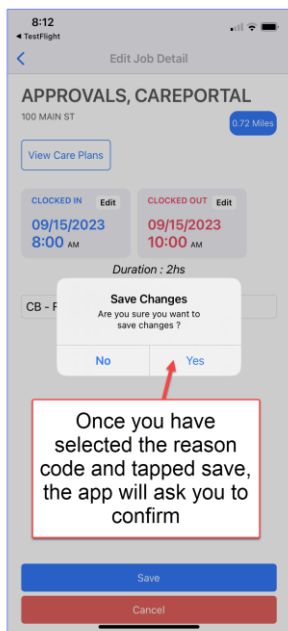 8:12
◀ TestFlight
Edit Job Detail
APPROVALS, CAREPORTAL
100 MAIN ST
0.72 Miles
View Care Plans
CLOCKED IN Edit
09/15/2023
8:00 AM
CLOCKED OUT Edit
09/15/2023
10:00 AM
Duration : 2hs
CB - F
Save Changes
Are you sure you want to
save changes ?
No
Yes
Once you have
selected the reason
code and tapped save,
the app will ask you to
confirm
Save
Cancel